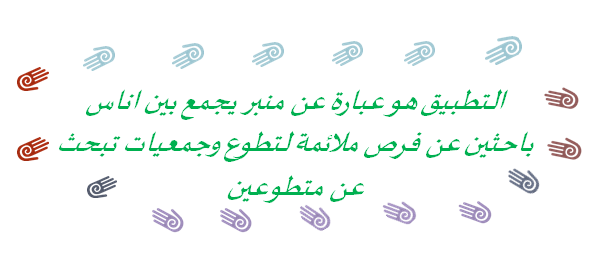 التطبيق هو عبارة عن منبر يجمع بين اناس
باحثين عن فرص ملائمة لتطوع وجمعيات تبحث
عن متطوعين